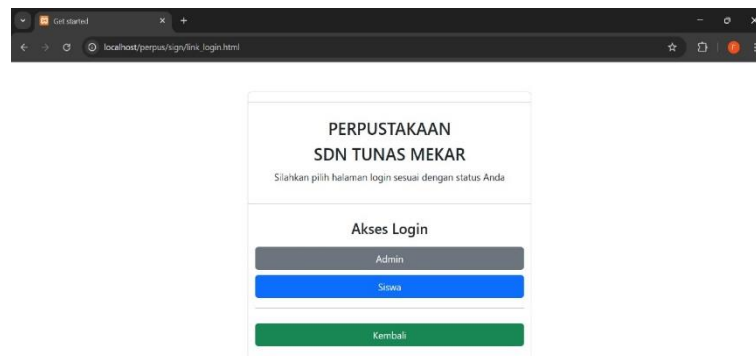 Get started
localhost/perpus/sign/link_login.html
PERPUSTAKAAN
SDN TUNAS MEKAR
Silahkan pilih halaman login sesuai dengan status Anda
Akses Login
Admin
Siswa
Kembali